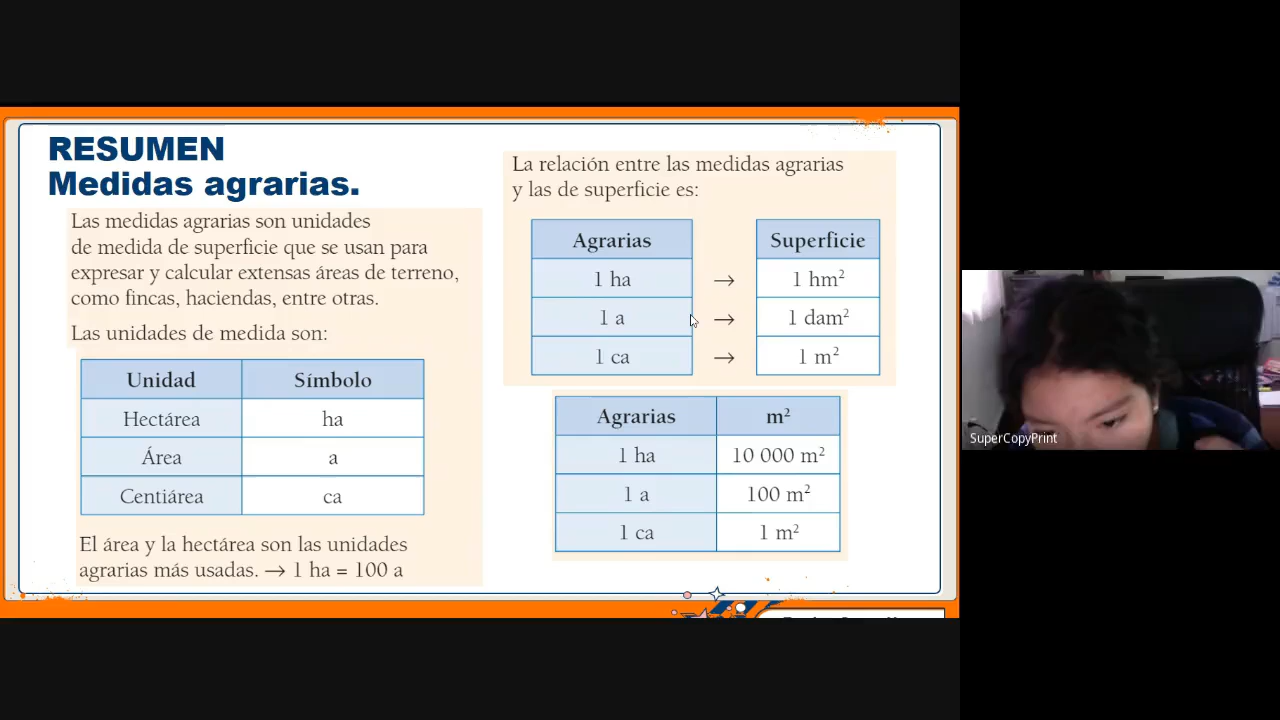 RESUMEN
Medidas agrarias.
Las medidas agrarias son unidades
de medida de superficie que se usan para
expresar y calcular extensas áreas de terreno,
como fincas, haciendas, entre otras.
Las unidades de medida son:
Unidad Símbolo
Hectárea ha
Área a
Centiárea ca
El área y la hectárea son las unidades
agrarias más usadas. → 1 ha = 100 a
La relación entre las medidas agrarias
y las de superficie es:
Agrarias Superficie
1 ha → 1 hm²
1 a → 1 dam²
1 ca → 1 m²
Agrarias m²
1 ha 10 000 m²
1 a 100 m²
1 ca 1 m²
SuperCopyPrint